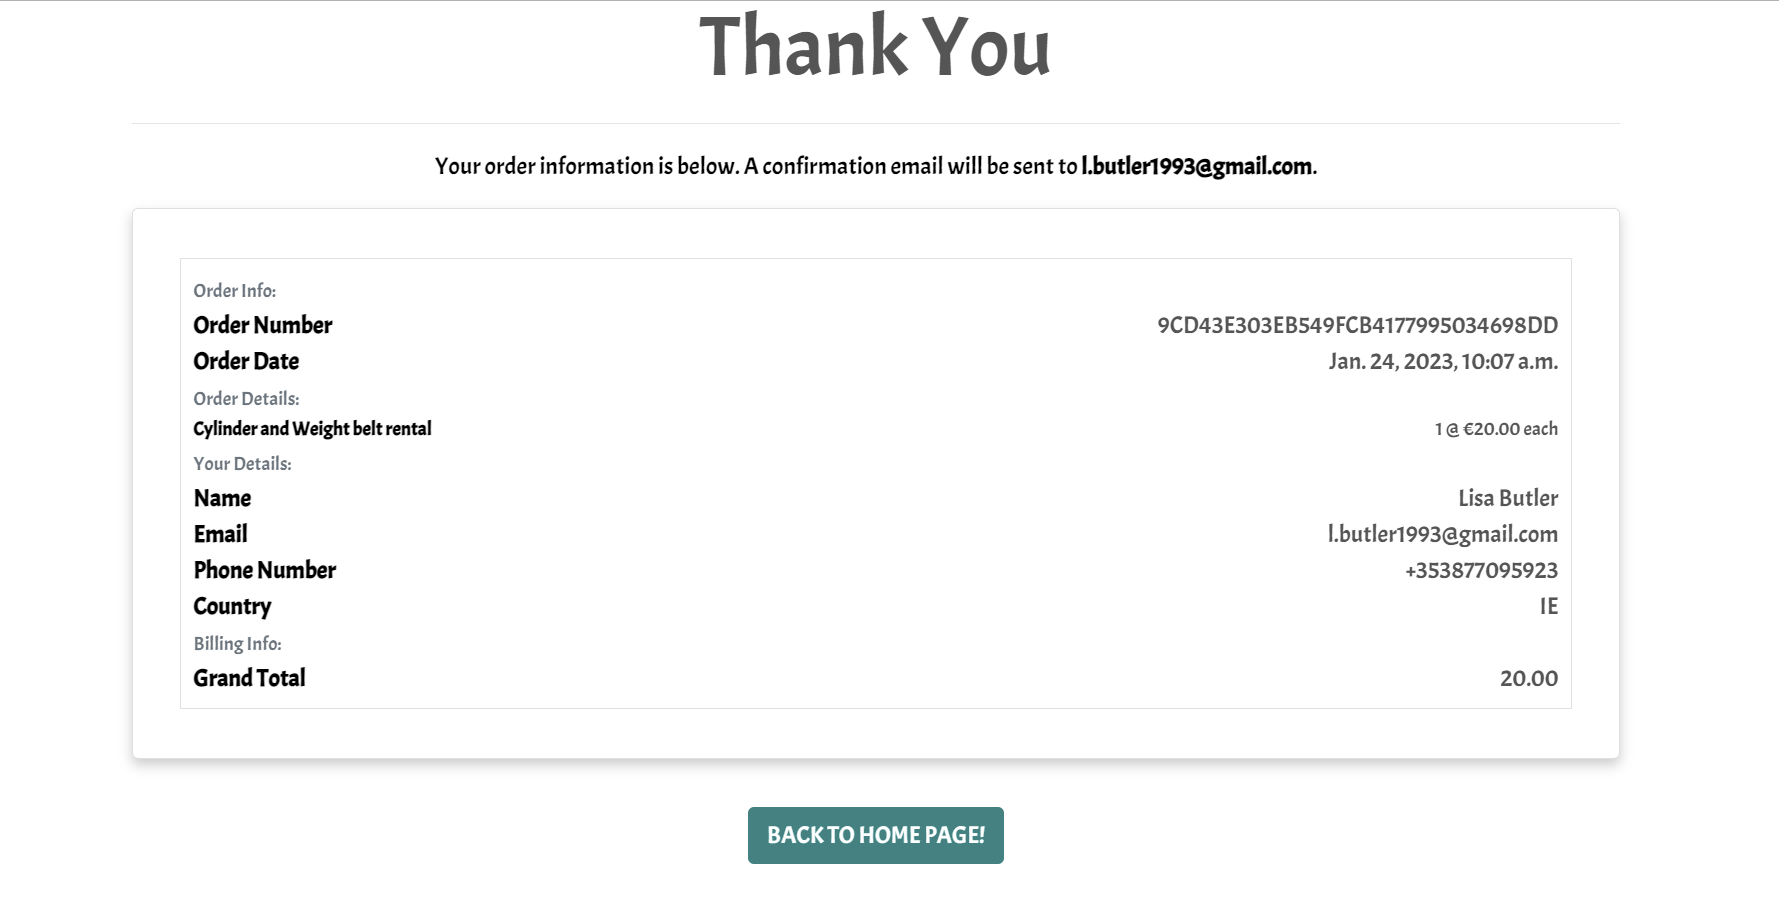 Thank You
Your order information is below. A confirmation email will be sent to l.butler1993@gmail.com.
Order Info:
Order Number 9CD43E303EB549FCB4177995034698DD
Order Date Jan. 24, 2023, 10:07 a.m.
Order Details:
Cylinder and Weight belt rental 1 @ €20.00 each
Your Details:
Name Lisa Butler
Email l.butler1993@gmail.com
Phone Number +353877095923
Country IE
Billing Info:
Grand Total 20.00
BACK TO HOME PAGE!